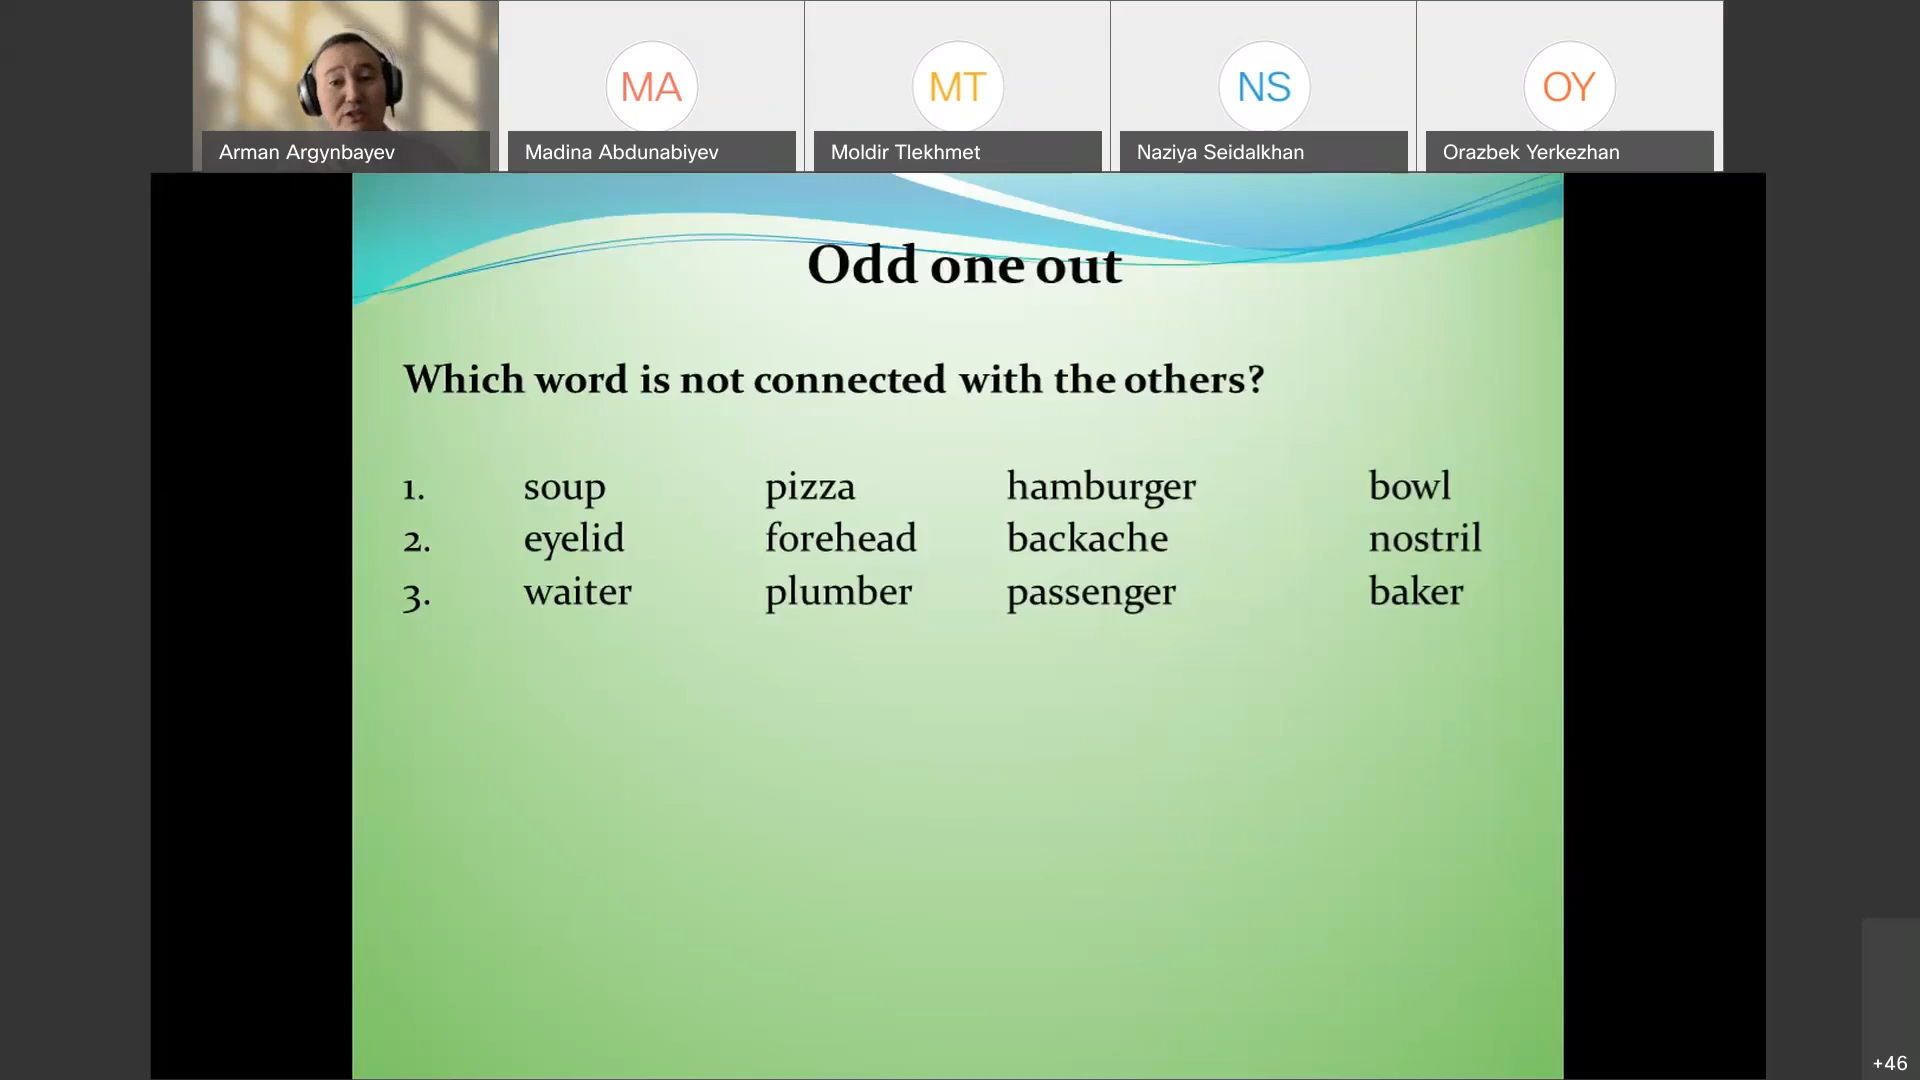 MA
MT
NS
OY
Arman Argynbayev
Madina Abdunabiyev
Moldir Tlekhmet
Naziya Seidalkhan
Orazbek Yerkezhan
Odd one out
Which word is not connected with the others?
1. soup pizza hamburger bowl
2. eyelid forehead backache nostril
3. waiter plumber passenger baker
+46